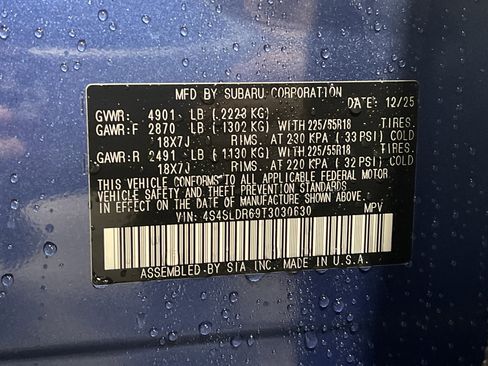 MFD BY SUBARU CORPORATION
DATE: 12/25
GVWR: 4901 LB (.2223 KG)
GAWR:F 2870 LB (.1302 KG) WITH 225/55R18 TIRES,
18X7J RIMS. AT 230 KPA ( 33 PSI) COLD
GAWR:R 2491 LB (.1130 KG) WITH 225/55R18 TIRES,
18X7J RIMS. AT 220 KPA ( 32 PSI) COLD
THIS VEHICLE CONFORMS TO ALL APPLICABLE FEDERAL MOTOR
VEHICLE SAFETY AND THEFT PREVENTION STANDARDS
IN EFFECT ON THE DATE OF MANUFACTURE SHOWN ABOVE.
VIN: 4S4SLDR69T3030630 MPV
ASSEMBLED BY SIA INC. MADE IN U.S.A.